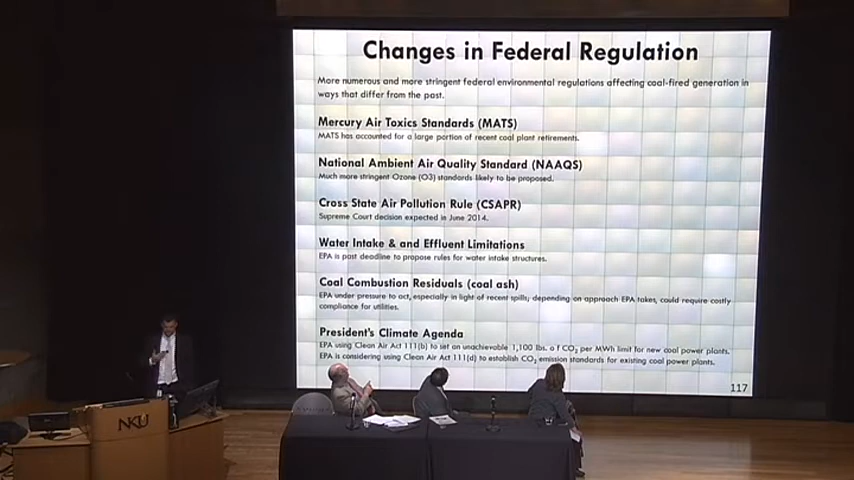 Changes in Federal Regulation
More numerous and more stringent federal environmental regulations affecting coal-fired generation in
ways that differ from the past.
Mercury Air Toxics Standards (MATS)
MATS has accounted for a large portion of recent coal plant retirements.
National Ambient Air Quality Standard (NAAQS)
Much more stringent Ozone (O3) standards likely to be proposed.
Cross State Air Pollution Rule (CSAPR)
Supreme Court decision expected in June 2014.
Water Intake & and Effluent Limitations
EPA is past deadline to propose rules for water intake structures.
Coal Combustion Residuals (coal ash)
EPA under pressure to act, especially in light of recent spills; depending on approach EPA takes, could require costly
compliance for utilities.
President's Climate Agenda
EPA using Clean Air Act 111(b) to set an unachievable 1,100 lbs. of CO₂ per MWh limit for new coal power plants.
EPA is considering using Clean Air Act 111(d) to establish CO₂ emission standards for existing coal power plants.
117
NKU